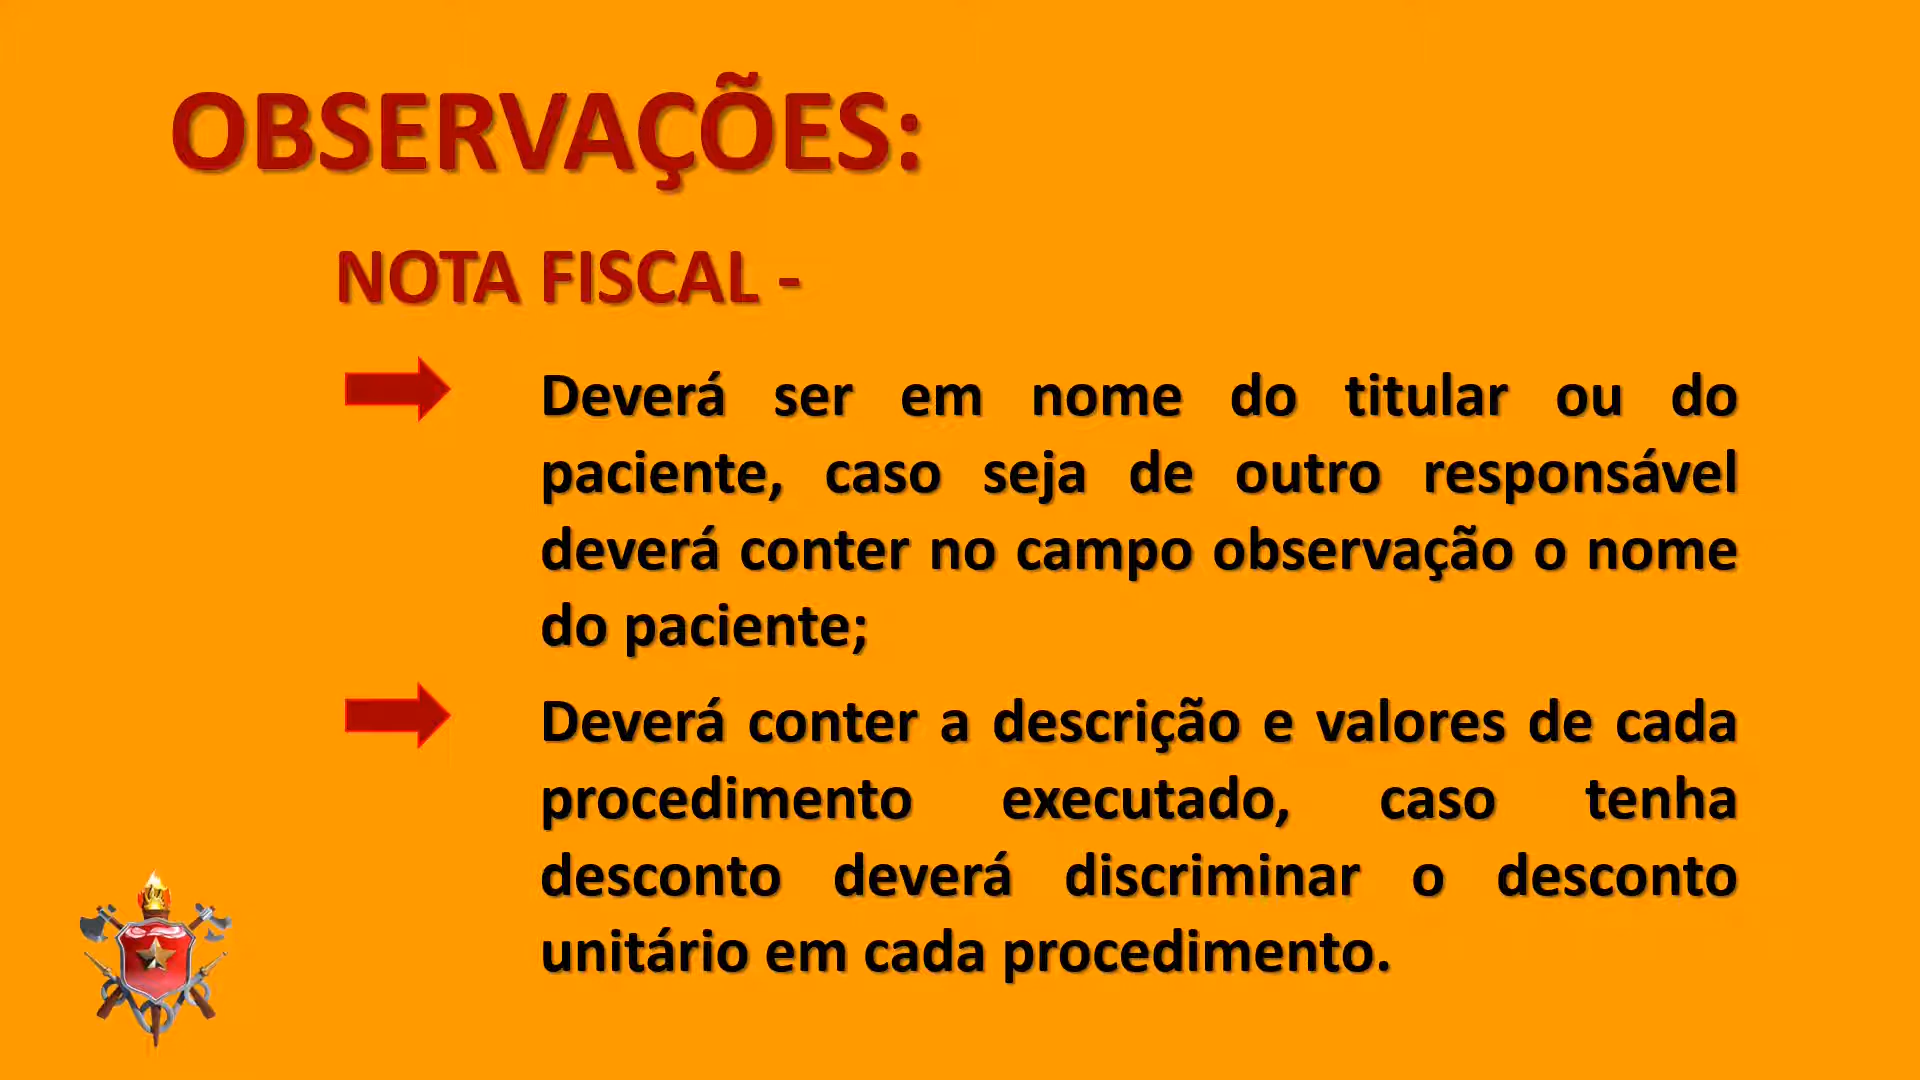 OBSERVAÇÕES:
NOTA FISCAL -
Deverá ser em nome do titular ou do
paciente, caso seja de outro responsável
deverá conter no campo observação o nome
do paciente;
Deverá conter a descrição e valores de cada
procedimento executado, caso tenha
desconto deverá discriminar o desconto
unitário em cada procedimento.